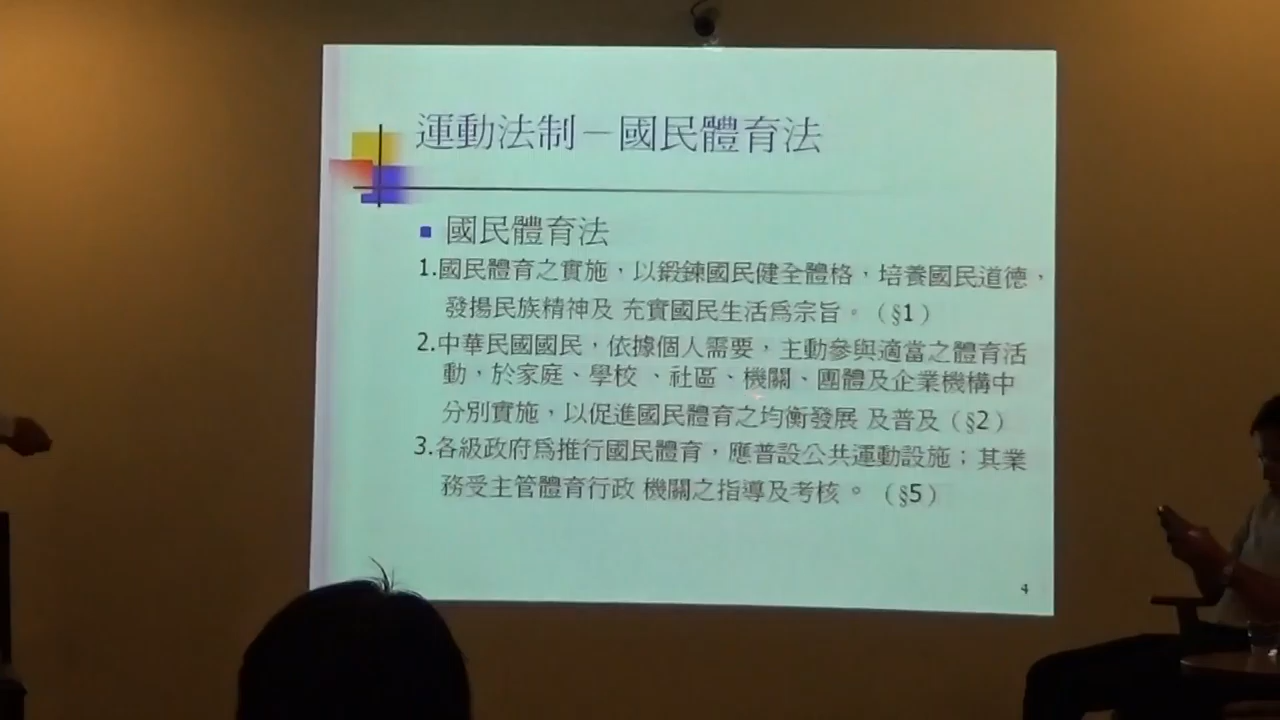 運動法制－國民體育法
國民體育法
1.國民體育之實施，以鍛鍊國民健全體格，培養國民道德，
發揚民族精神及 充實國民生活爲宗旨。（§1）
2.中華民國國民，依據個人需要，主動參與適當之體育活
動，於家庭、學校 、社區、機關、團體及企業機構中
分別實施，以促進國民體育之均衡發展 及普及（§2）
3.各級政府爲推行國民體育，應普設公共運動設施；其業
務受主管體育行政 機關之指導及考核 。（§5）
4